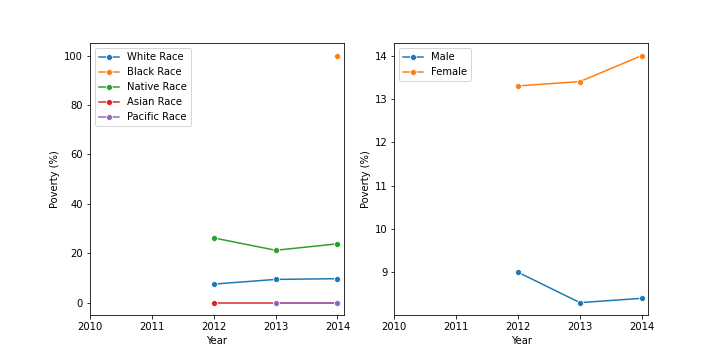 White Race
Black Race
Native Race
Asian Race
Pacific Race
100
80
60
40
20
0
Poverty (%)
2010 2011 2012 2013 2014
Year
Male
Female
14
13
12
11
10
9
Poverty (%)
2010 2011 2012 2013 2014
Year